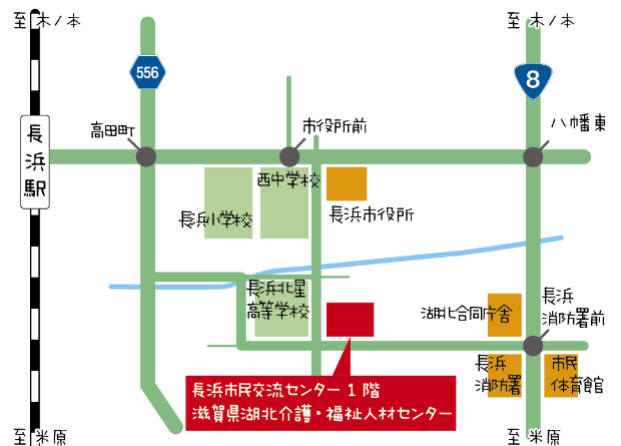 至 木ノ本
至 木ノ本
556
8
高田町
市役所前
八幡東
長浜駅
西中学校
長浜小学校
長浜市役所
長浜北星
高等学校
湖北合同庁舎
長浜
消防署前
長浜
消防署
市民
体育館
長浜市民交流センター 1 階
滋賀県湖北介護・福祉人材センター
至 米原
至 米原